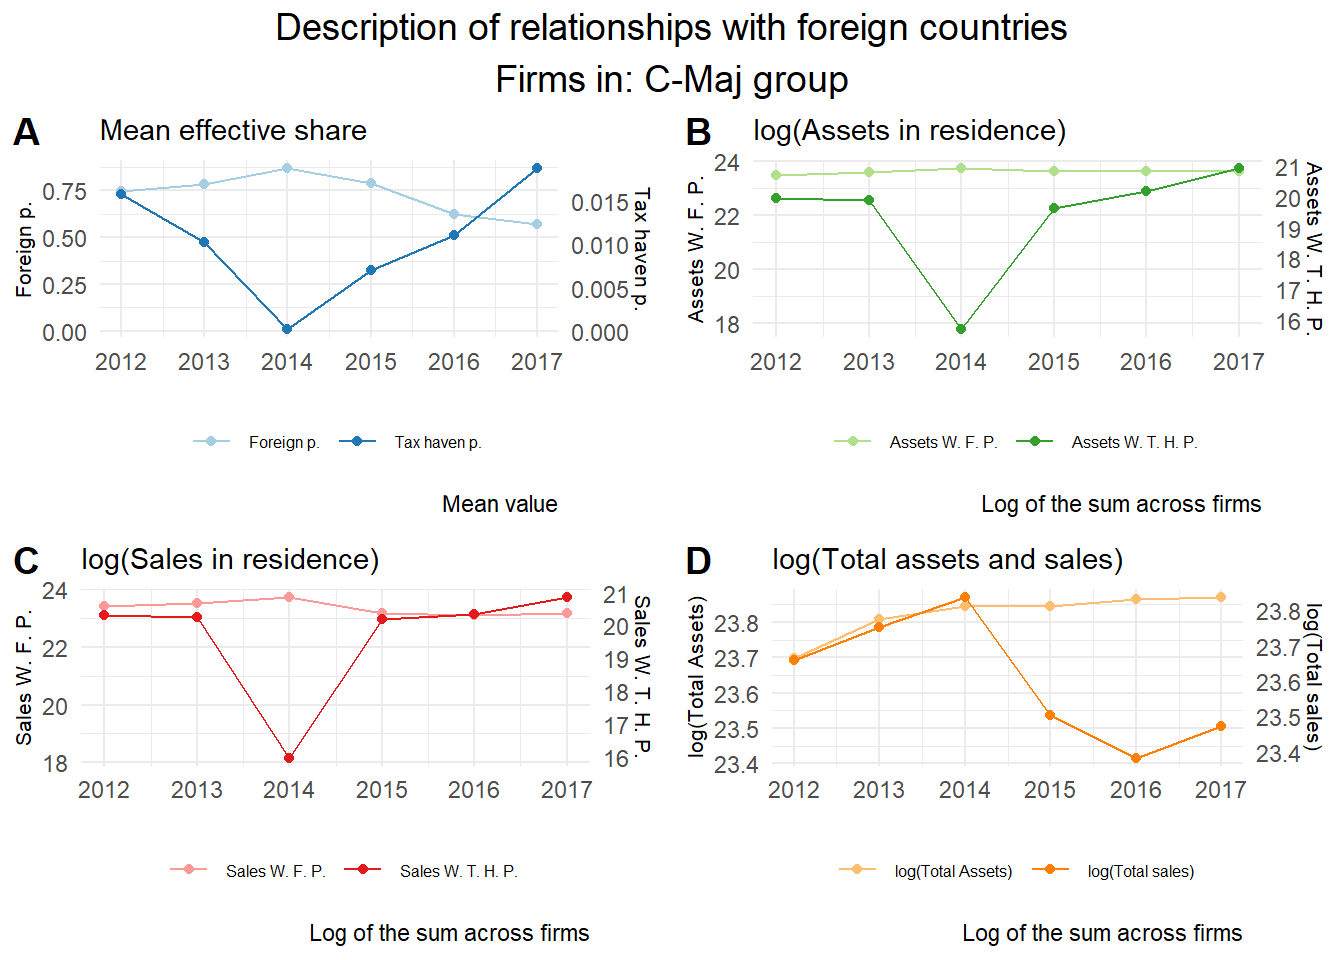 Description of relationships with foreign countries
Firms in: C-Maj group
A
Mean effective share
Foreign p.
0.75
0.50
0.25
0.00
0.015
0.010
0.005
0.000
Tax haven p.
2012 2013 2014 2015 2016 2017
Foreign p. Tax haven p.
Mean value
B
log(Assets in residence)
Assets W. F. P.
24
22
20
18
21
20
19
18
17
16
Assets W. T. H. P.
2012 2013 2014 2015 2016 2017
Assets W. F. P. Assets W. T. H. P.
Log of the sum across firms
C
log(Sales in residence)
Sales W. F. P.
24
22
20
18
21
20
19
18
17
16
Sales W. T. H. P.
2012 2013 2014 2015 2016 2017
Sales W. F. P. Sales W. T. H. P.
Log of the sum across firms
D
log(Total assets and sales)
log(Total Assets)
23.8
23.7
23.6
23.5
23.4
23.8
23.7
23.6
23.5
23.4
log(Total sales)
2012 2013 2014 2015 2016 2017
log(Total Assets) log(Total sales)
Log of the sum across firms